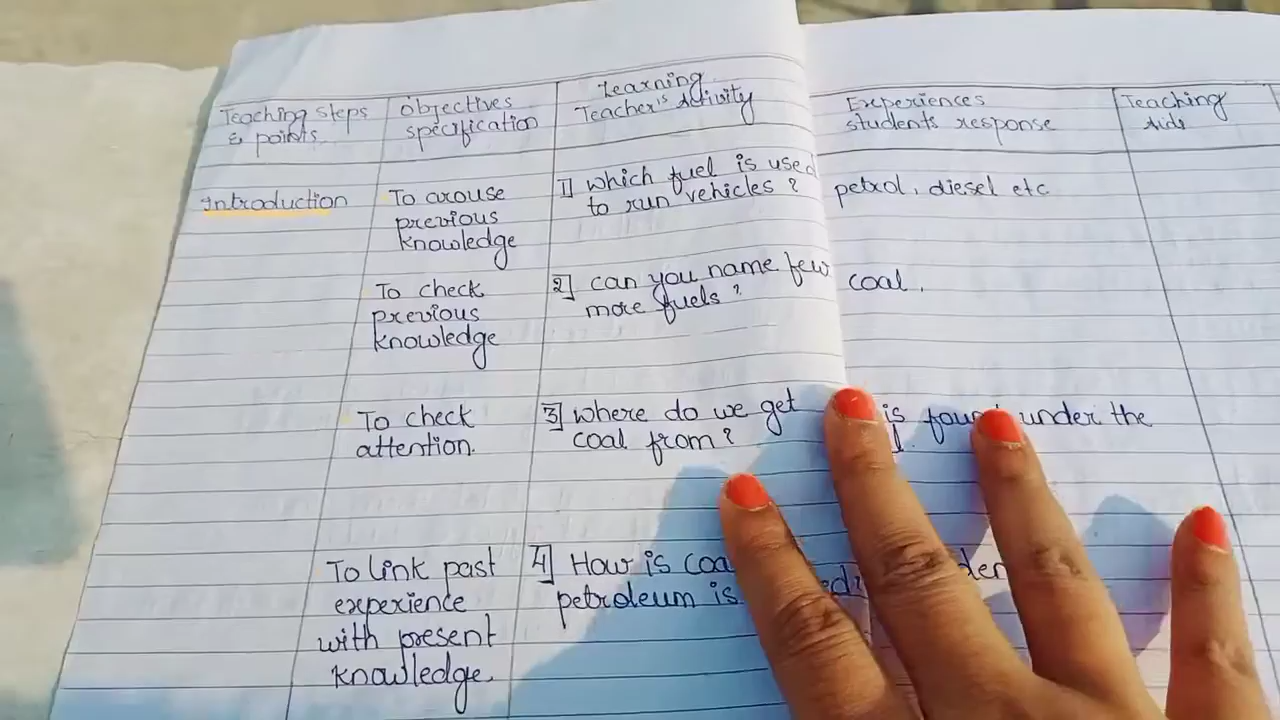 Teaching steps
& points.
Objectives
specification
Learning
Teacher's Activity
Experiences
students response
Teaching
Aids
Introduction
To arouse
previous
knowledge
1] which fuel is used
to run vehicles?
petrol, diesel etc
To check
previous
knowledge
2] can you name few
more fuels?
coal.
To check
attention.
3] where do we get
coal from?
is found under the
To link past
experience
with present
knowledge.
4] How is
petroleum is